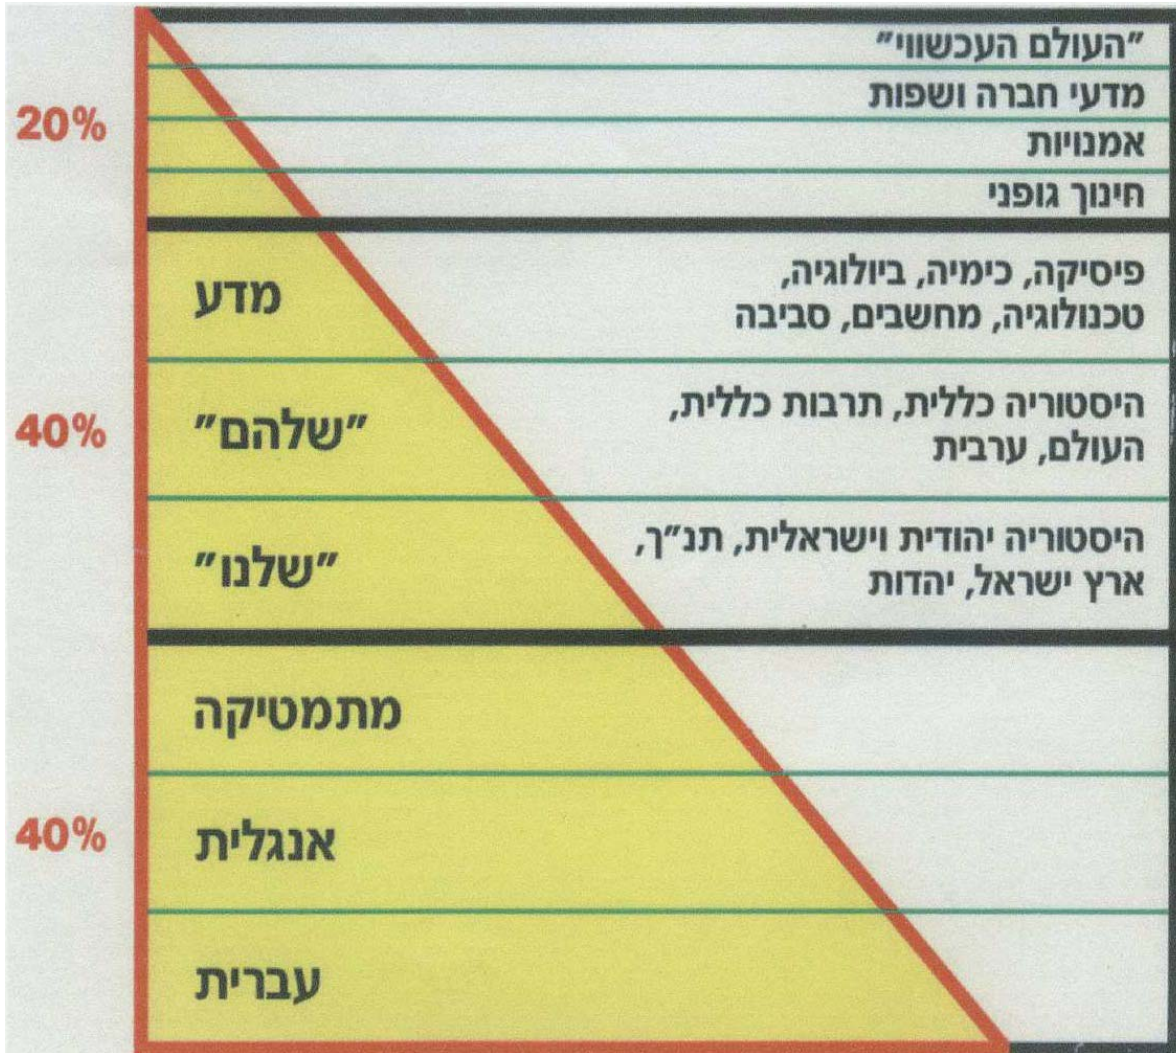 "העולם העכשווי"
מדעי חברה ושפות
20%
אמנויות
חינוך גופני
פיסיקה, כימיה, ביולוגיה,
טכנולוגיה, מחשבים, סביבה
מדע
היסטוריה כללית, תרבות כללית,
העולם, ערבית
"שלהם"
40%
היסטוריה יהודית וישראלית, תנ"ך,
ארץ ישראל, יהדות
"שלנו"
מתמטיקה
אנגלית
40%
עברית